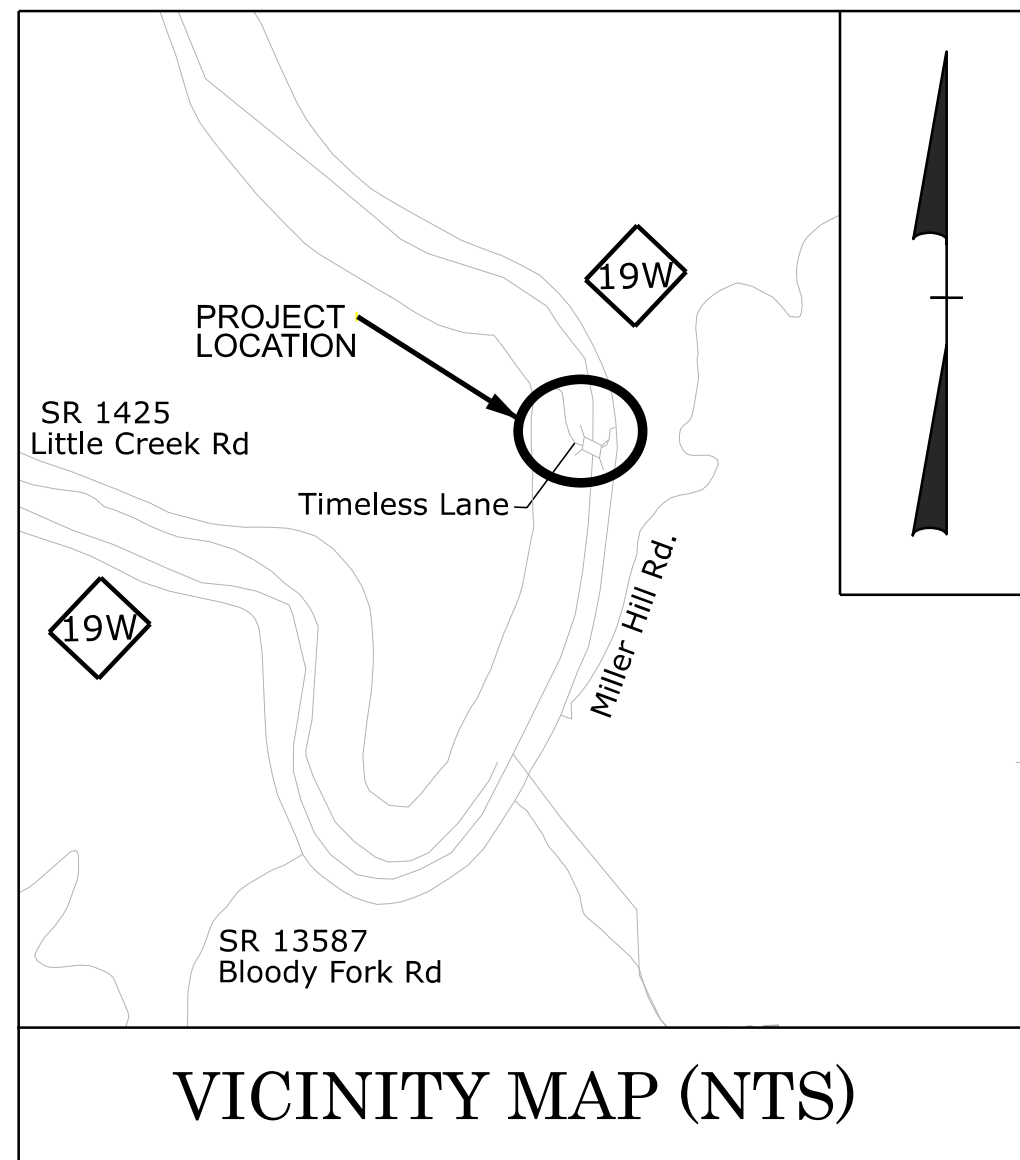 19W
PROJECT
LOCATION
SR 1425
Little Creek Rd
Timeless Lane
Miller Hill Rd.
19W
SR 13587
Bloody Fork Rd
VICINITY MAP (NTS)